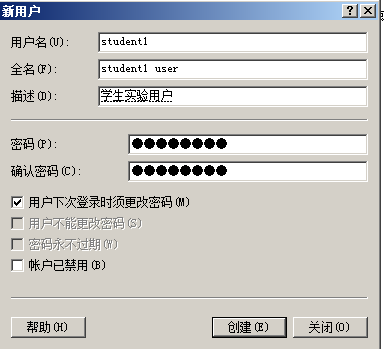 新用户
用户名(U): student1
全名(F): student1 user
描述(D): 学生实验用户
密码(P): ●●●●●●●●
确认密码(C): ●●●●●●●●
用户下次登录时须更改密码(M)
用户不能更改密码(S)
密码永不过期(W)
帐户已禁用(B)
帮助(H) 创建(E) 关闭(O)